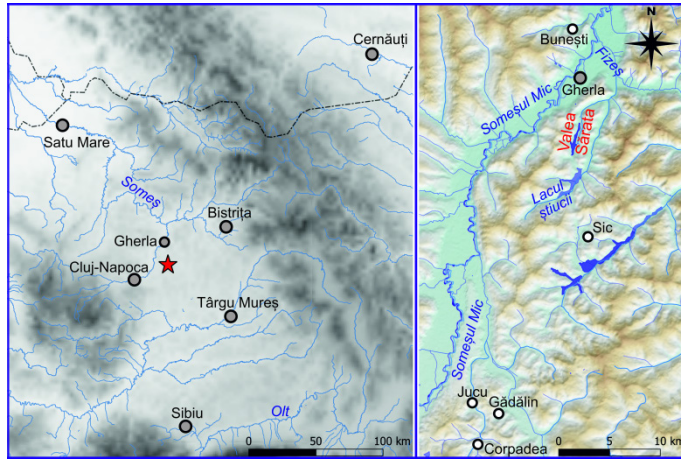 Cernăuți
Satu Mare
Someș
Bistrița
Gherla
Cluj-Napoca
Târgu Mureș
Sibiu
Olt
0 50 100 km
Bunești
Fizeș
Gherla
Someșul Mic
Valea
Sărata
Lacul
știucii
Sic
Someșul Mic
Jucu
Gădălin
Corpadea
0 5 10 km